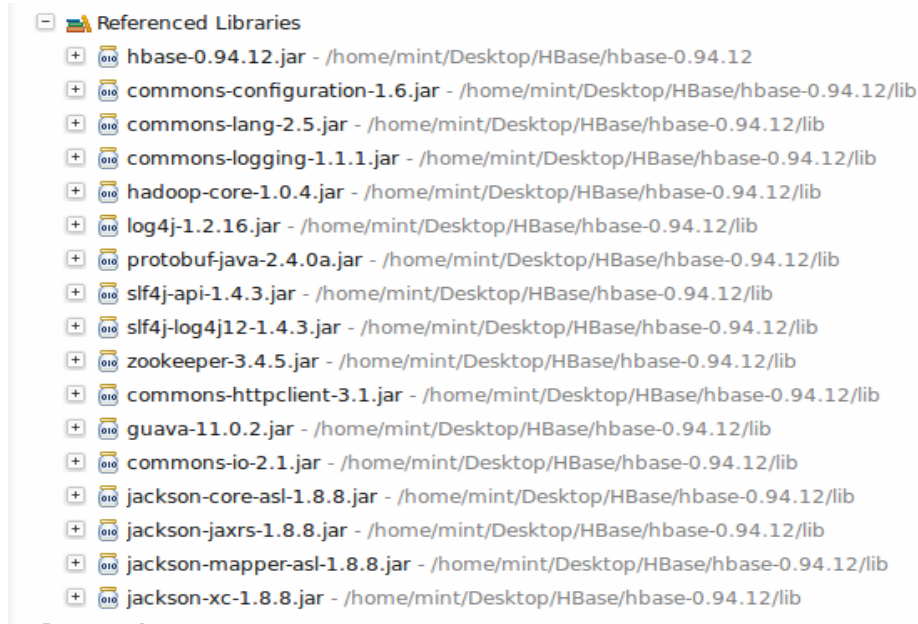 Referenced Libraries
hbase-0.94.12.jar - /home/mint/Desktop/HBase/hbase-0.94.12
commons-configuration-1.6.jar - /home/mint/Desktop/HBase/hbase-0.94.12/lib
commons-lang-2.5.jar - /home/mint/Desktop/HBase/hbase-0.94.12/lib
commons-logging-1.1.1.jar - /home/mint/Desktop/HBase/hbase-0.94.12/lib
hadoop-core-1.0.4.jar - /home/mint/Desktop/HBase/hbase-0.94.12/lib
log4j-1.2.16.jar - /home/mint/Desktop/HBase/hbase-0.94.12/lib
protobuf-java-2.4.0a.jar - /home/mint/Desktop/HBase/hbase-0.94.12/lib
slf4j-api-1.4.3.jar - /home/mint/Desktop/HBase/hbase-0.94.12/lib
slf4j-log4j12-1.4.3.jar - /home/mint/Desktop/HBase/hbase-0.94.12/lib
zookeeper-3.4.5.jar - /home/mint/Desktop/HBase/hbase-0.94.12/lib
commons-httpclient-3.1.jar - /home/mint/Desktop/HBase/hbase-0.94.12/lib
guava-11.0.2.jar - /home/mint/Desktop/HBase/hbase-0.94.12/lib
commons-io-2.1.jar - /home/mint/Desktop/HBase/hbase-0.94.12/lib
jackson-core-asl-1.8.8.jar - /home/mint/Desktop/HBase/hbase-0.94.12/lib
jackson-jaxrs-1.8.8.jar - /home/mint/Desktop/HBase/hbase-0.94.12/lib
jackson-mapper-asl-1.8.8.jar - /home/mint/Desktop/HBase/hbase-0.94.12/lib
jackson-xc-1.8.8.jar - /home/mint/Desktop/HBase/hbase-0.94.12/lib